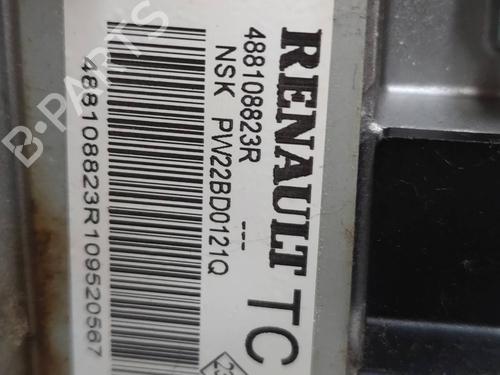 RENAULT TC
488108823R ---
NSK PW22BD0121Q
488108823R109520567
B-PARTS